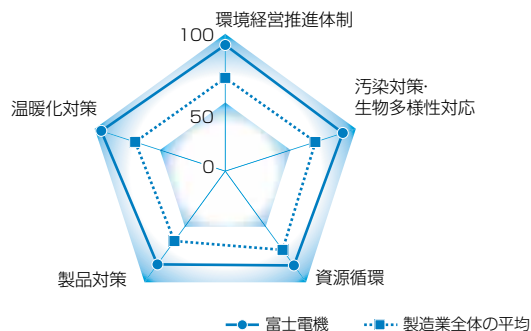 環境経営推進体制
100
汚染対策・
生物多様性対応
温暖化対策
50
0
製品対策
資源循環
富士電機
製造業全体の平均